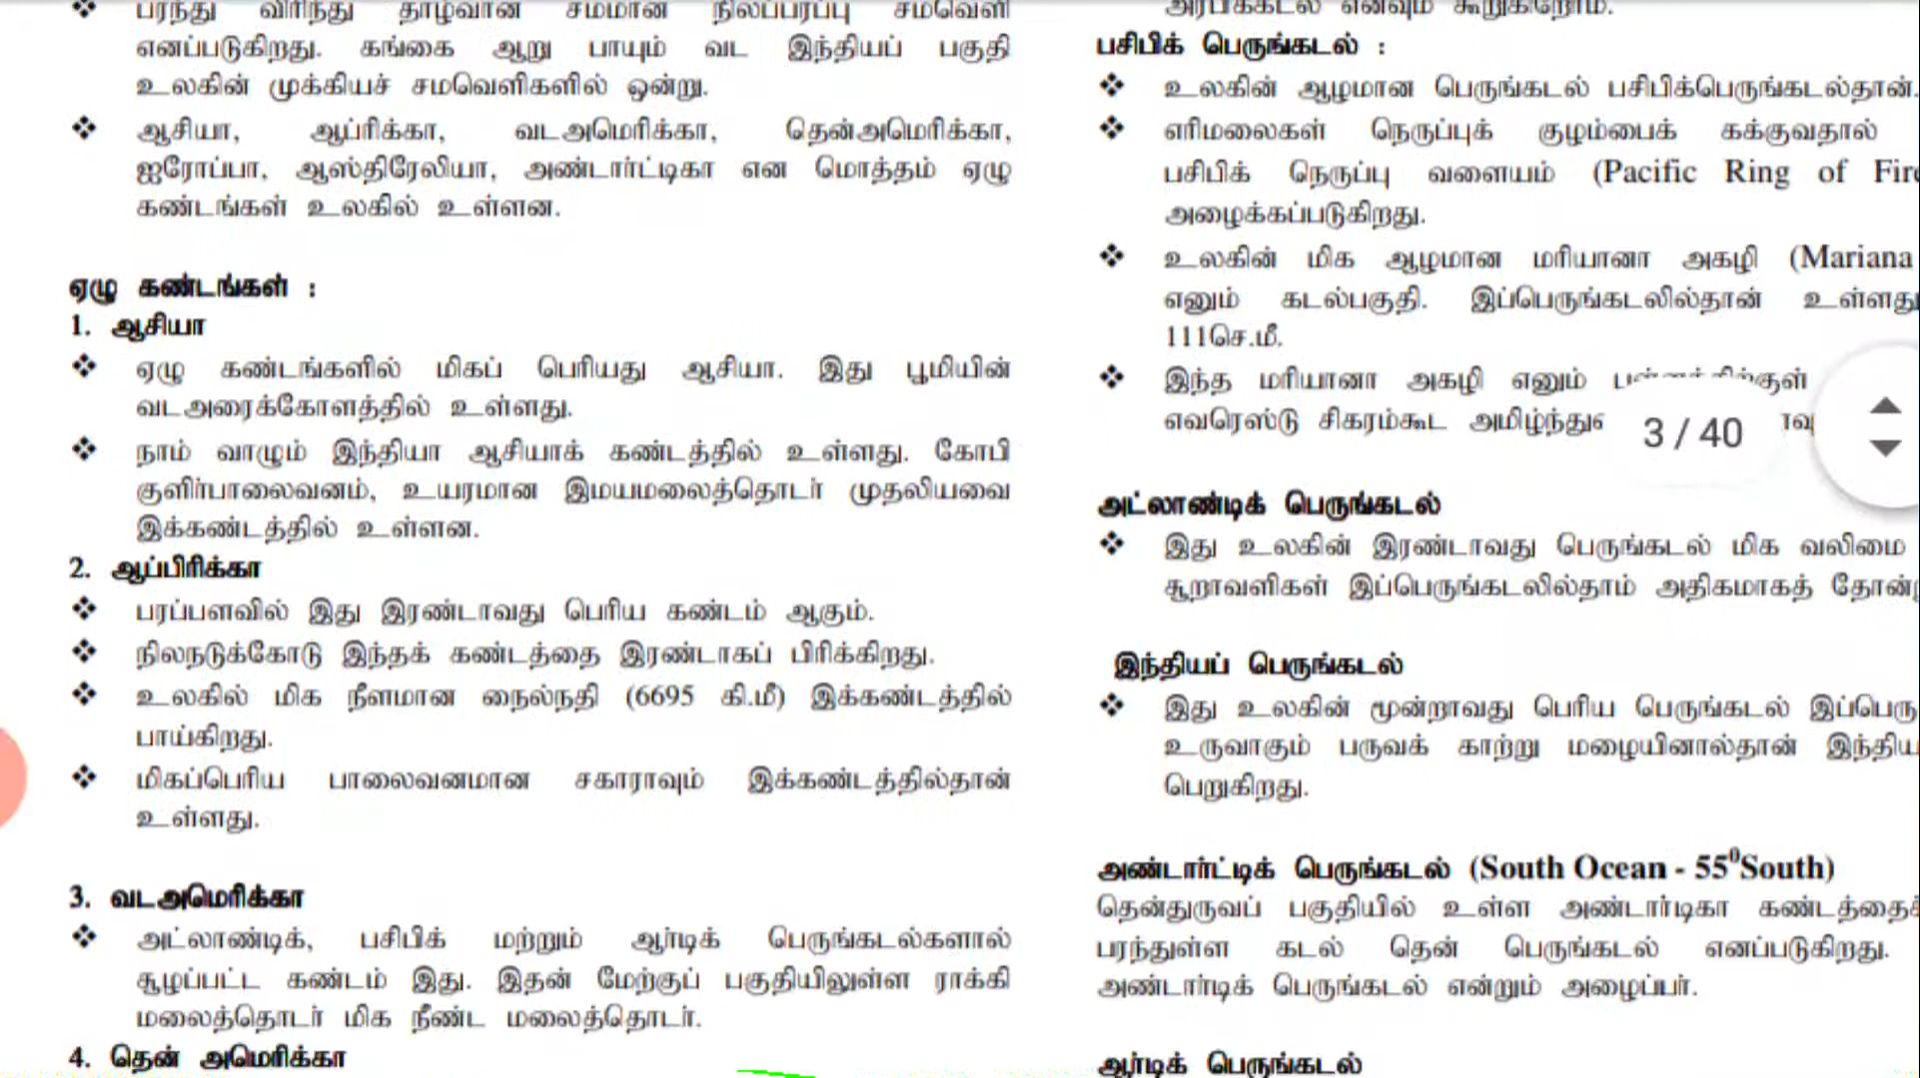 பரந்து விரிந்து தாழ்வான சமமான நிலப்பரப்பு சமவெளி
எனப்படுகிறது. கங்கை ஆறு பாயும் வட இந்தியப் பகுதி
உலகின் முக்கியச் சமவெளிகளில் ஒன்று.
❖ ஆசியா, ஆப்ரிக்கா, வடஅமெரிக்கா, தென்அமெரிக்கா,
ஐரோப்பா, ஆஸ்திரேலியா, அண்டார்ட்டிகா என மொத்தம் ஏழு
கண்டங்கள் உலகில் உள்ளன.
ஏழு கண்டங்கள் :
1. ஆசியா
❖ ஏழு கண்டங்களில் மிகப் பெரியது ஆசியா. இது பூமியின்
வடஅரைக்கோளத்தில் உள்ளது.
❖ நாம் வாழும் இந்தியா ஆசியாக் கண்டத்தில் உள்ளது. கோபி
குளிர்பாலைவனம், உயரமான இமயமலைத்தொடர் முதலியவை
இக்கண்டத்தில் உள்ளன.
2. ஆப்பிரிக்கா
❖ பரப்பளவில் இது இரண்டாவது பெரிய கண்டம் ஆகும்.
❖ நிலநடுக்கோடு இந்தக் கண்டத்தை இரண்டாகப் பிரிக்கிறது.
❖ உலகில் மிக நீளமான நைல்நதி (6695 கி.மீ) இக்கண்டத்தில்
பாய்கிறது.
❖ மிகப்பெரிய பாலைவனமான சகாராவும் இக்கண்டத்தில்தான்
உள்ளது.
3. வடஅமெரிக்கா
❖ அட்லாண்டிக், பசிபிக் மற்றும் ஆர்டிக் பெருங்கடல்களால்
சூழப்பட்ட கண்டம் இது. இதன் மேற்குப் பகுதியிலுள்ள ராக்கி
மலைத்தொடர் மிக நீண்ட மலைத்தொடர்.
4. தென் அமெரிக்கா
அரபிக்கடல் எனவும் கூறுகிறோம்.
பசிபிக் பெருங்கடல் :
❖ உலகின் ஆழமான பெருங்கடல் பசிபிக்பெருங்கடல்தான்.
❖ எரிமலைகள் நெருப்புக் குழம்பைக் கக்குவதால்
பசிபிக் நெருப்பு வளையம் (Pacific Ring of Fire
அழைக்கப்படுகிறது.
❖ உலகின் மிக ஆழமான மரியானா அகழி (Mariana
எனும் கடல்பகுதி. இப்பெருங்கடலில்தான் உள்ளது
111செ.மீ.
❖ இந்த மரியானா அகழி எனும்
எவரெஸ்டு சிகரம்கூட
3 / 40
அட்லாண்டிக் பெருங்கடல்
❖ இது உலகின் இரண்டாவது பெருங்கடல் மிக வலிமை
சூறாவளிகள் இப்பெருங்கடலில்தாம் அதிகமாகத்
இந்தியப் பெருங்கடல்
❖ இது உலகின் மூன்றாவது பெரிய பெருங்கடல் இப்பெரு
உருவாகும் பருவக் காற்று மழையினால்தான் இந்திய
பெறுகிறது.
அண்டார்ட்டிக் பெருங்கடல் (South Ocean - 55⁰South)
தென்துருவப் பகுதியில் உள்ள அண்டார்டிகா கண்டத்தைச்
பரந்துள்ள கடல் தென் பெருங்கடல் எனப்படுகிறது.
அண்டார்டிக் பெருங்கடல் என்றும் அழைப்பர்.
ஆர்டிக் பெருங்கடல்